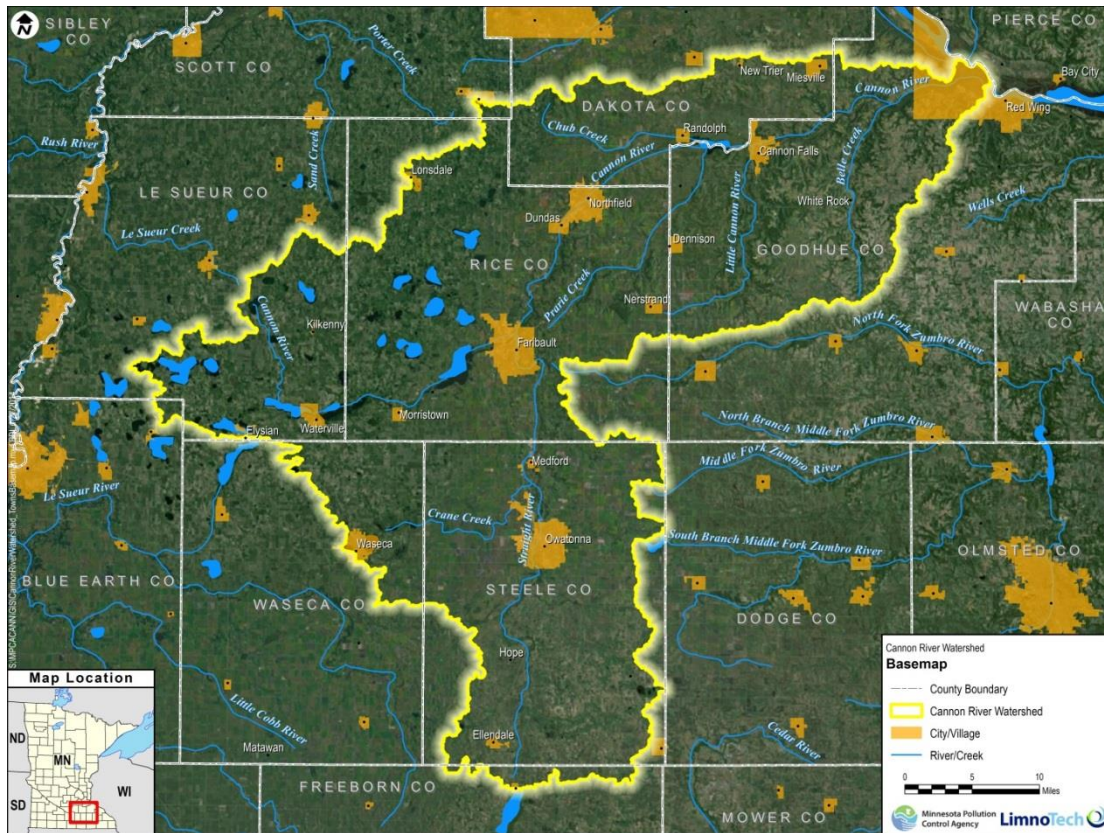 N
SIBLEY CO
SCOTT CO
Porter Creek
PIERCE CO
Bay City
New Trier
Miesville
Cannon River
Red Wing
DAKOTA CO
Chub Creek
Randolph
Cannon Falls
Cannon River
Belle Creek
Rush River
Sand Creek
Lonsdale
LE SUEUR CO
Northfield
Dundas
White Rock
Wells Creek
Le Sueur Creek
Dennison
Little Cannon River
GOODHUE CO
RICE CO
Prarie Creek
Cannon River
Kilkenny
Nerstrand
WABASHA
CO
Faribault
North Fork Zumbro River
Morristown
Waterville
Elysian
North Branch Middle Fork Zumbro River
Medford
Middle Fork Zumbro River
Le Sueur River
Crane Creek
Straight River
Waseca
Owatonna
South Branch Middle Fork Zumbro River
OLMSTED CO
BLUE EARTH CO
WASECA CO
STEELE CO
DODGE CO
Hope
Little Cobb River
Matawan
Ellendale
Cedar River
FREEBORN CO
MOWER CO
Map Location
ND
MN
WI
SD
Cannon River Watershed
Basemap
County Boundary
Cannon River Watershed
City/Village
River/Creek
0 5 10
Miles
Minnesota Pollution
Control Agency
LimnoTech